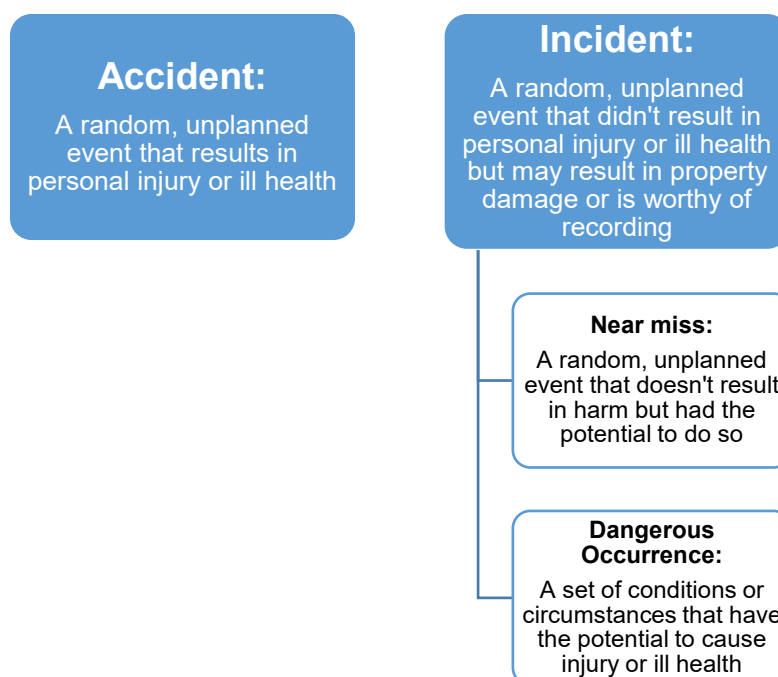 Accident:
A random, unplanned
event that results in
personal injury or ill health
Incident:
A random, unplanned
event that didn't result in
personal injury or ill health
but may result in property
damage or is worthy of
recording
Near miss:
A random, unplanned
event that doesn't result
in harm but had the
potential to do so
Dangerous
Occurrence:
A set of conditions or
circumstances that have
the potential to cause
injury or ill health